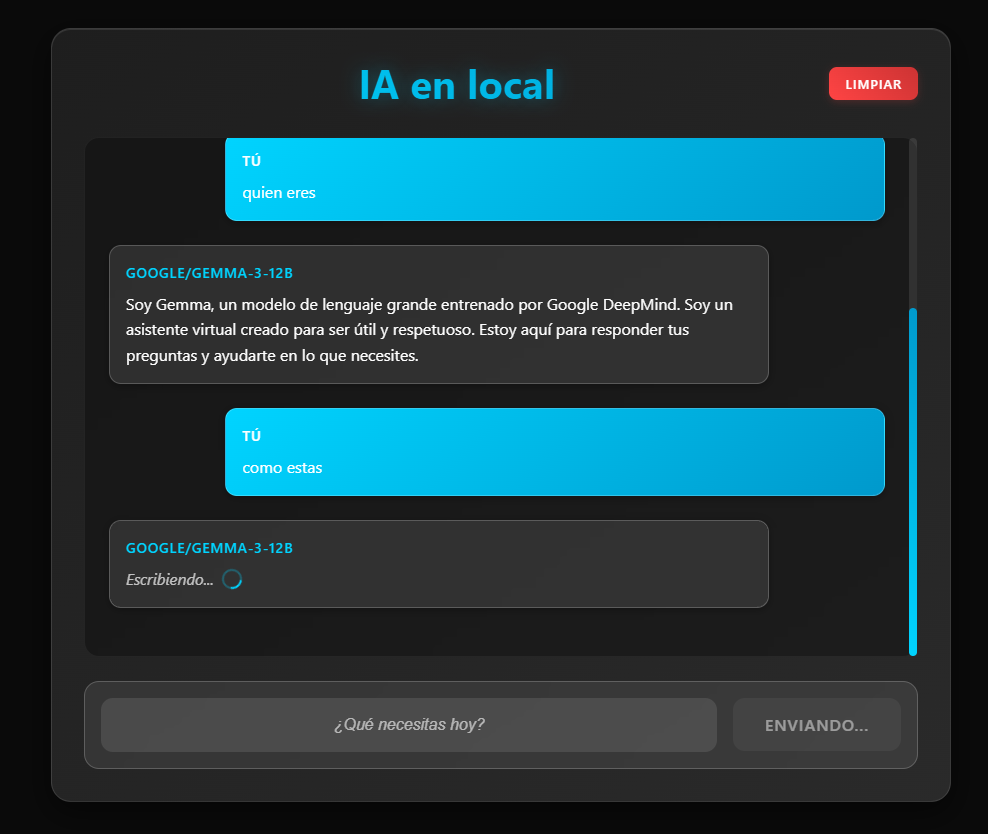 IA en local
LIMPIAR
TÚ
quien eres
GOOGLE/GEMMA-3-12B
Soy Gemma, un modelo de lenguaje grande entrenado por Google DeepMind. Soy un
asistente virtual creado para ser útil y respetuoso. Estoy aquí para responder tus
preguntas y ayudarte en lo que necesites.
TÚ
como estas
GOOGLE/GEMMA-3-12B
Escribiendo...
¿Qué necesitas hoy?
ENVIANDO...